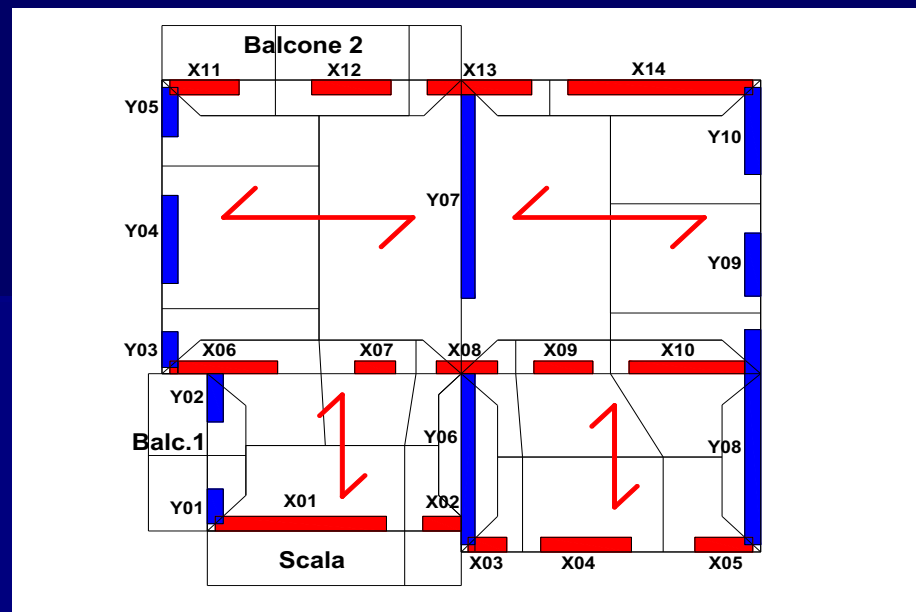 Balcone 2
X11
X12
X13
X14
Y05
Y10
Y07
Y04
Y09
Y03
X06
X07
X08
X09
X10
Y02
Balc.1
Y06
Y08
Y01
X01
X02
Scala
X03
X04
X05